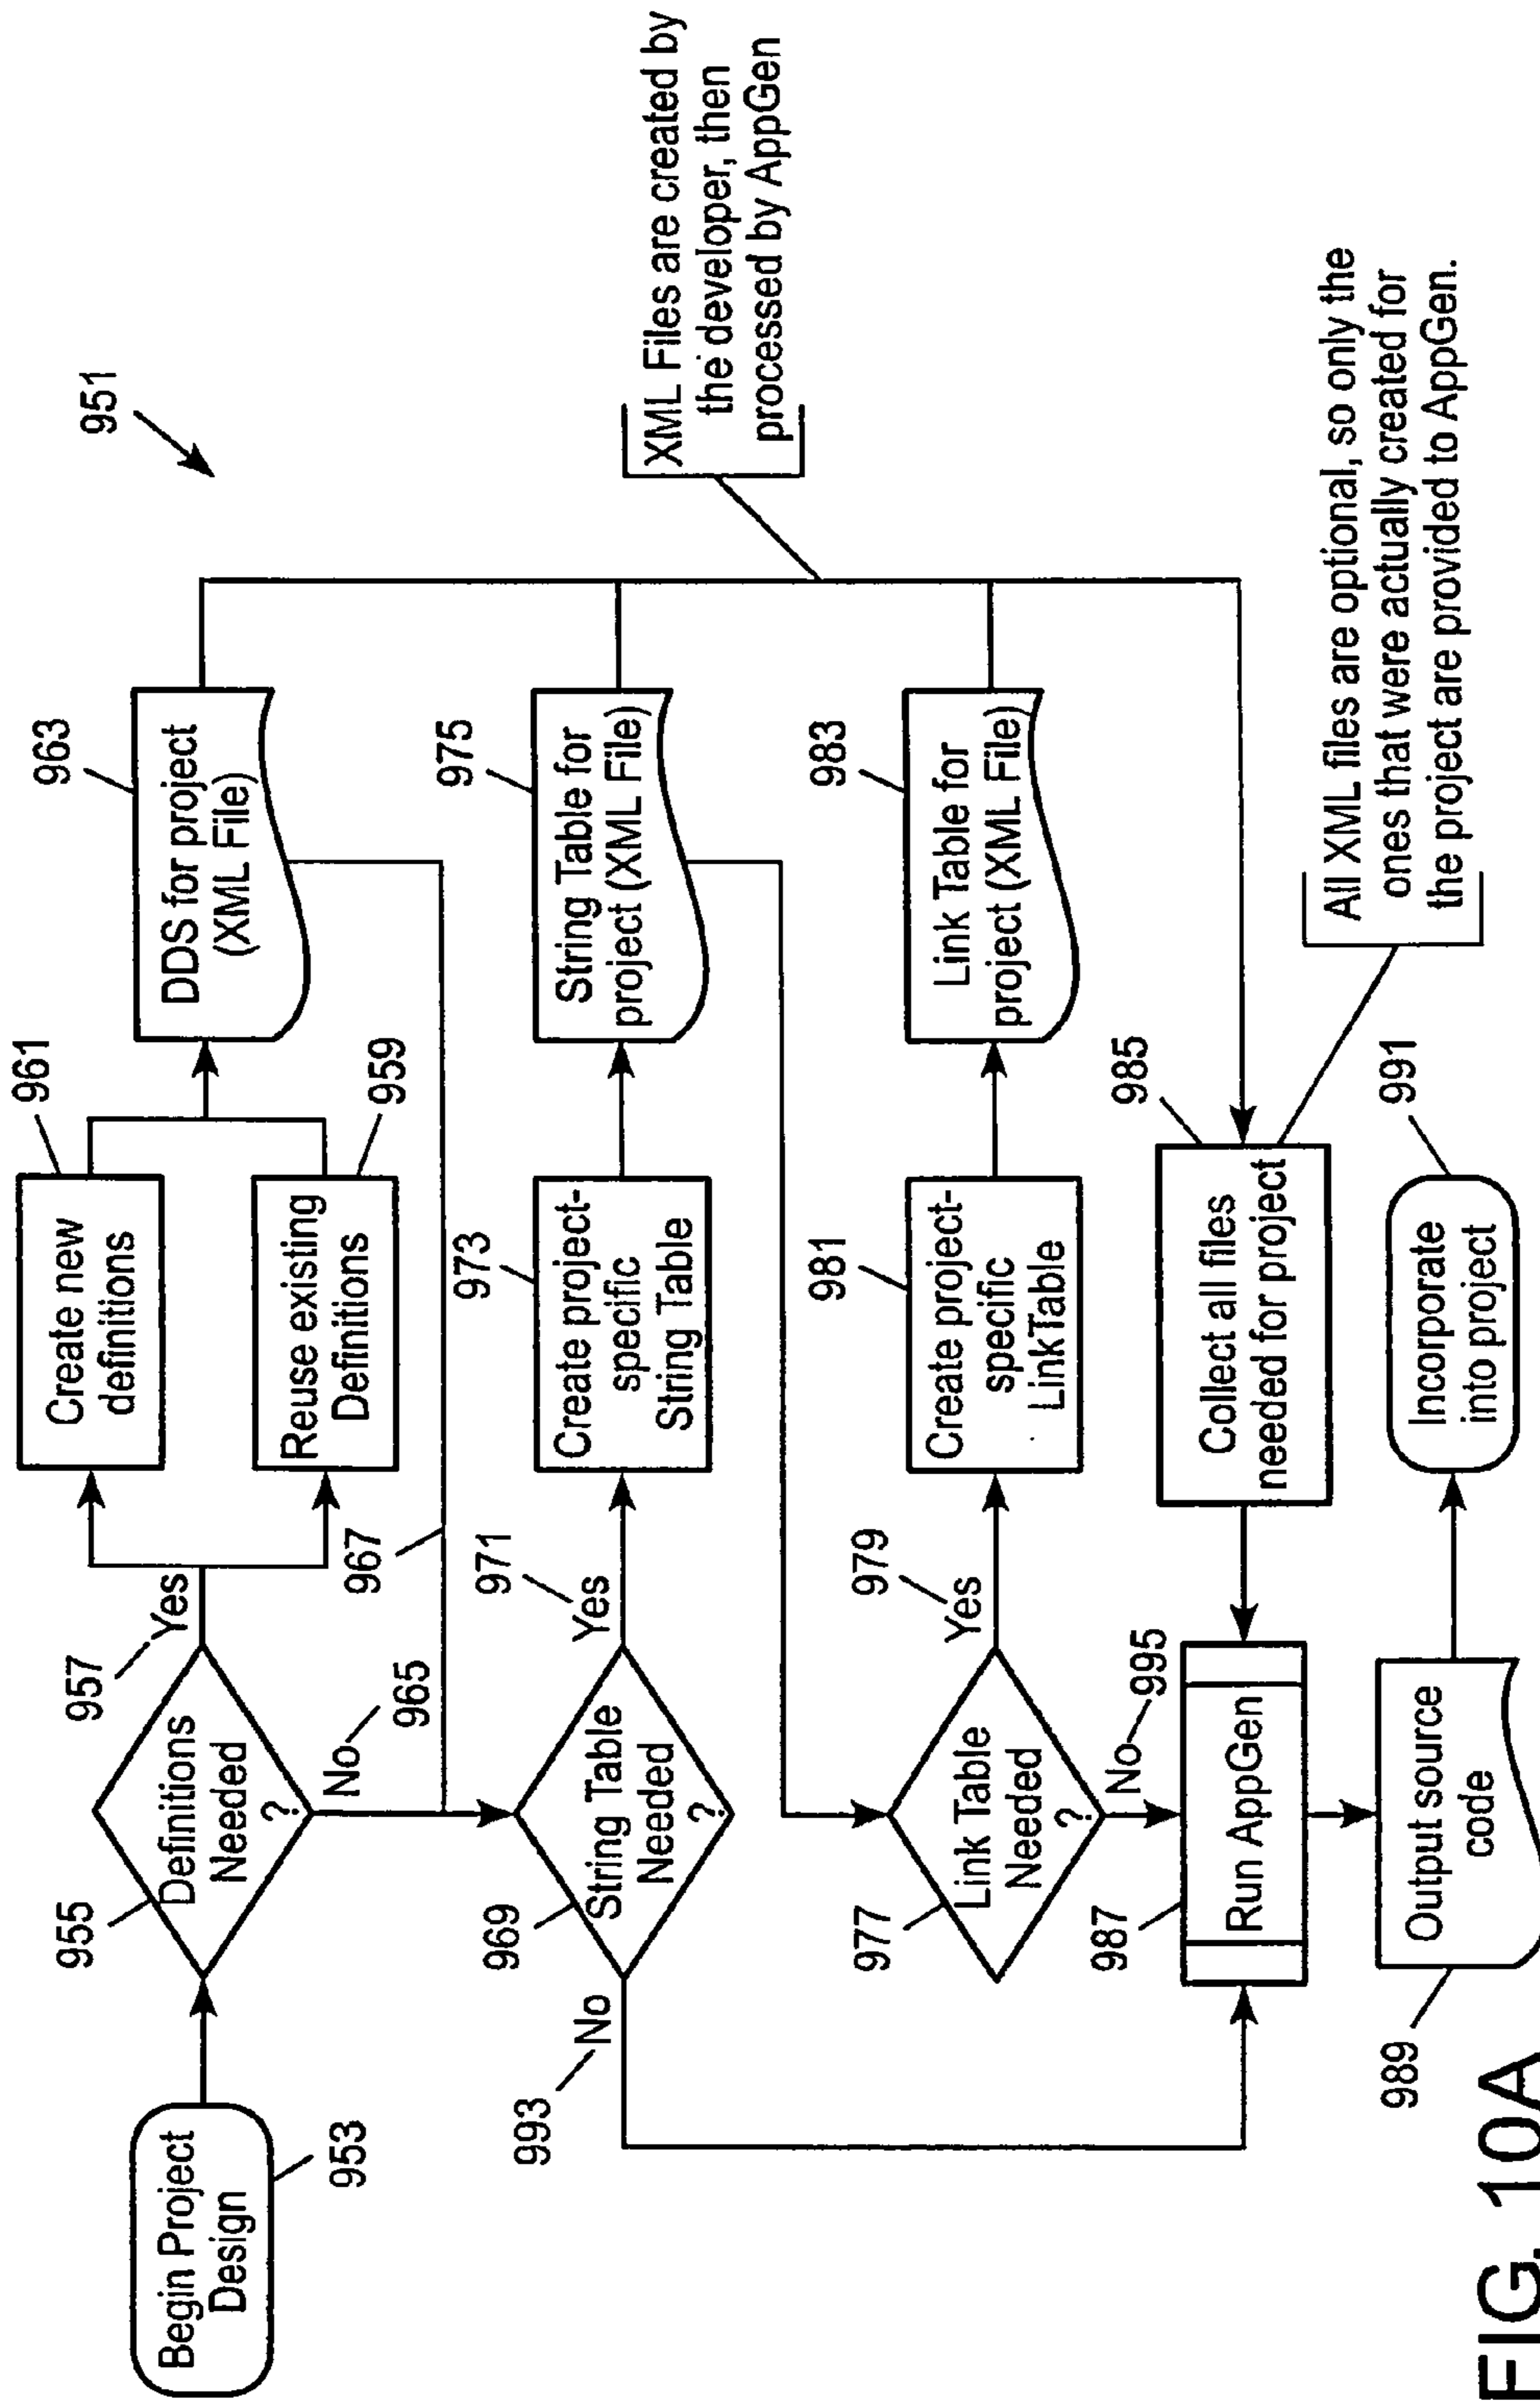 951
Begin Project
Design
953
955
Definitions
Needed
?
957
Yes
No
965
967
961
Create new
definitions
Reuse existing
Definitions
959
963
DDS for project
(XML File)
969
String Table
Needed
?
971
Yes
993
No
973
Create project-
specific
String Table
975
String Table for
project (XML File)
XML Files are created by
the developer, then
processed by AppGen
977
Link Table
Needed
?
979
Yes
No
995
981
Create project-
specific
LinkTable
983
Link Table for
project (XML File)
987
Run AppGen
985
Collect all files
needed for project
All XML files are optional, so only the
ones that were actually created for
the project are provided to AppGen.
989
Output source
code
991
Incorporate
into project
FIG. 10A